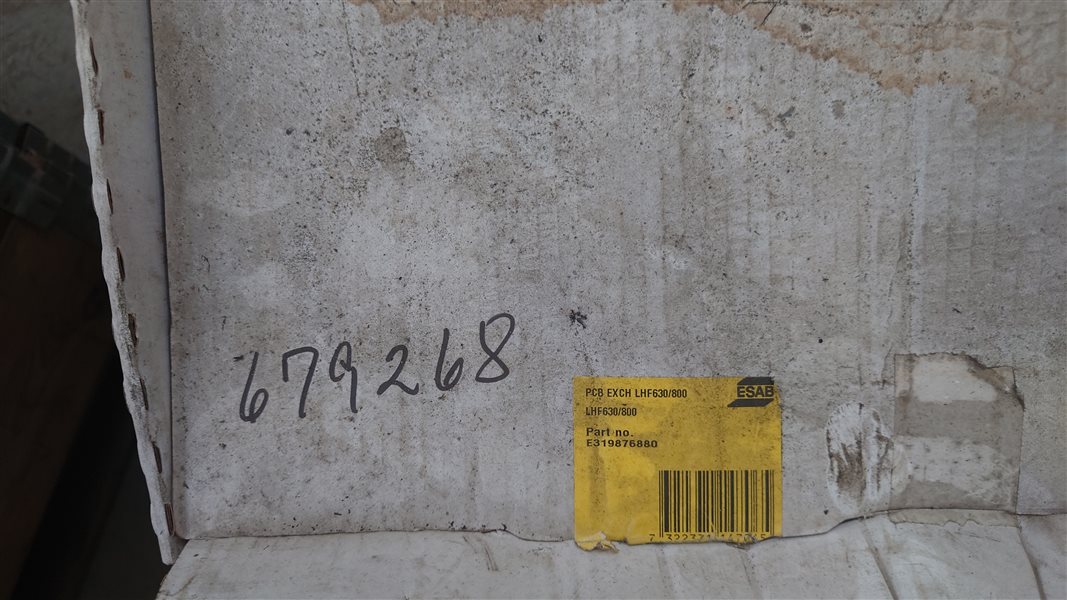 679268
PCB EXCH LHF630/800
ESAB
LHF630/800
Part no.
E319876880